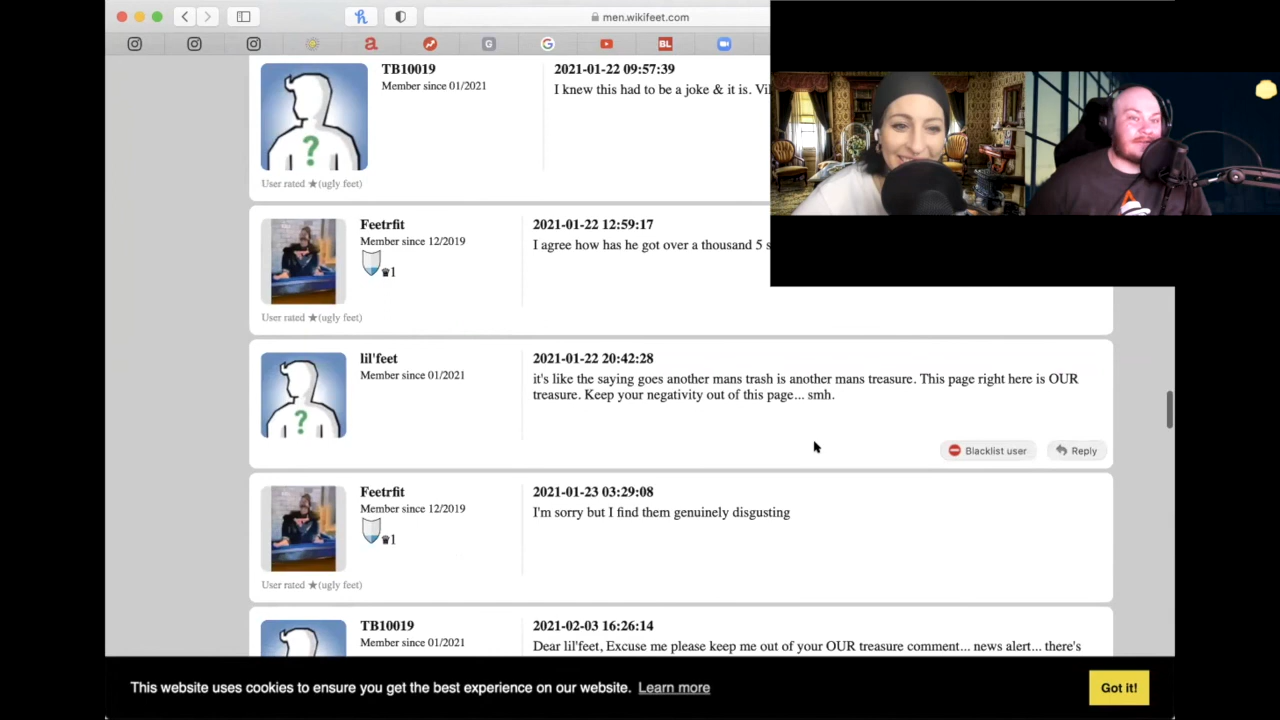 men.wikifeet.com
a
G
G
BL
TB10019
Member since 01/2021
2021-01-22 09:57:39
I knew this had to be a joke & it is.
User rated ★(ugly feet)
Feetrfit
Member since 12/2019
1
2021-01-22 12:59:17
I agree how has he got over a thousand 5 s
User rated ★(ugly feet)
lil'feet
Member since 01/2021
2021-01-22 20:42:28
it's like the saying goes another mans trash is another mans treasure. This page right here is OUR
treasure. Keep your negativity out of this page... smh.
Blacklist user
Reply
Feetrfit
Member since 12/2019
1
2021-01-23 03:29:08
I'm sorry but I find them genuinely disgusting
User rated ★(ugly feet)
TB10019
Member since 01/2021
2021-02-03 16:26:14
Dear lil'feet, Excuse me please keep me out of your OUR treasure comment... news alert... there's
This website uses cookies to ensure you get the best experience on our website. Learn more
Got it!